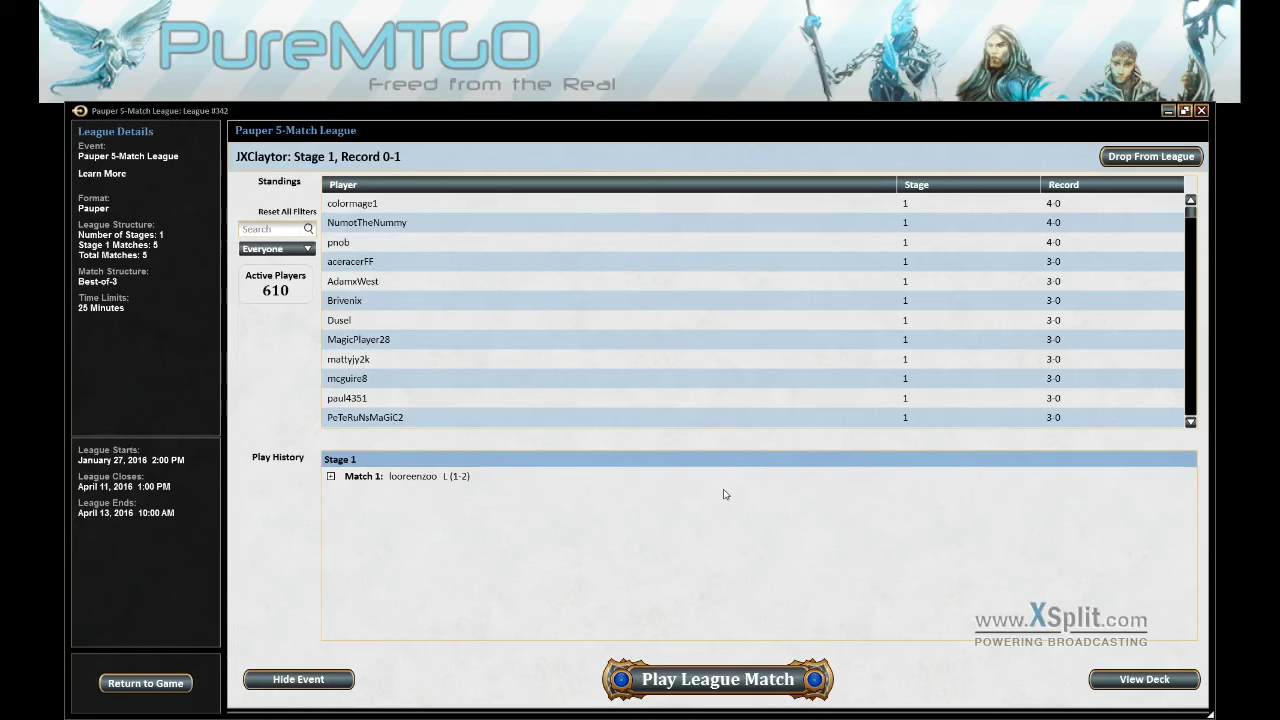 PureMTGO
Freed from the Real
Pauper 5-Match League: League #342
League Details
Event:
Pauper 5-Match League
Learn More
Format:
Pauper
League Structure:
Number of Stages: 1
Stage 1 Matches: 5
Total Matches: 5
Match Structure:
Best-of-3
Time Limits:
25 Minutes
League Starts:
January 27, 2016 2:00 PM
League Closes:
April 11, 2016 1:00 PM
League Ends:
April 13, 2016 10:00 AM
Return to Game
Pauper 5-Match League
JXClaytor: Stage 1, Record 0-1
Drop From League
Standings
Reset All Filters
Search
Everyone
Active Players
610
Player Stage Record
colormage1 1 4-0
NumotTheNummy 1 4-0
pnob 1 4-0
aceracerFF 1 3-0
AdamxWest 1 3-0
Brivenix 1 3-0
Dusel 1 3-0
MagicPlayer28 1 3-0
mattyjy2k 1 3-0
mcguire8 1 3-0
paul4351 1 3-0
PeTeRuNsMaGiC2 1 3-0
Play History
Stage 1
Match 1: looreenzoo L (1-2)
www.XSplit.com
POWERING BROADCASTING
Hide Event
Play League Match
View Deck